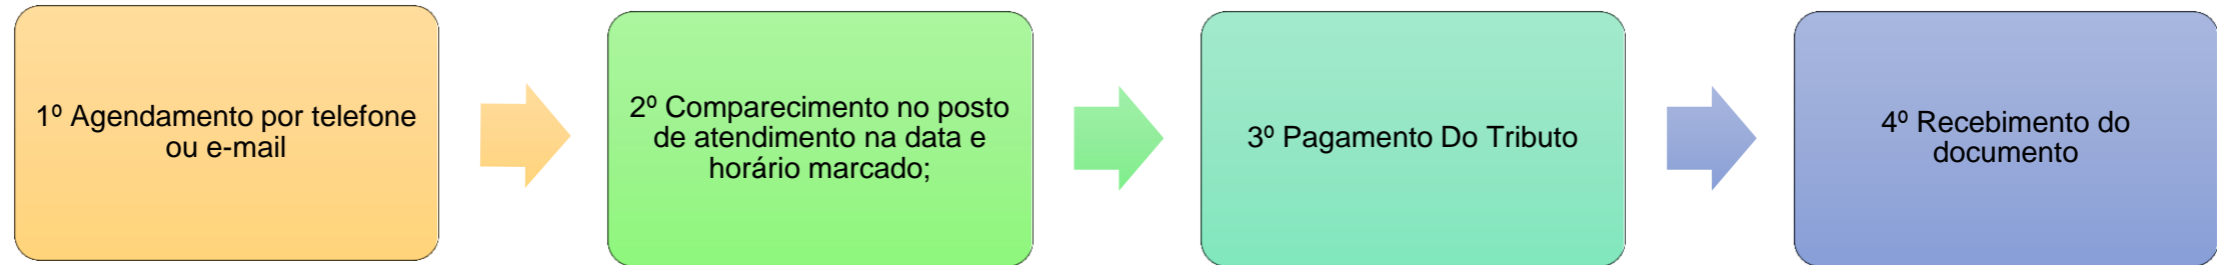 1º Agendamento por telefone
ou e-mail
2º Comparecimento no posto
de atendimento na data e
horário marcado;
3º Pagamento Do Tributo
4º Recebimento do
documento